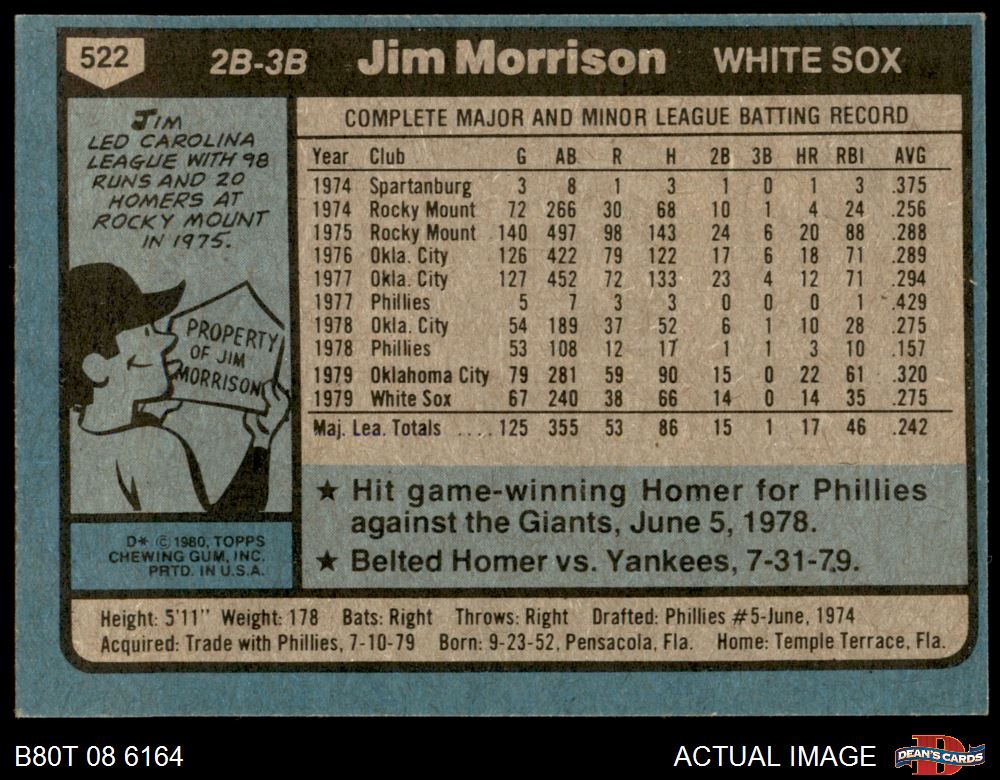 522 2B-3B Jim Morrison WHITE SOX
JIM
LED CAROLINA
LEAGUE WITH 98
RUNS AND 20
HOMERS AT
ROCKY MOUNT
IN 1975.
PROPERTY
OF JIM
MORRISON
D* © 1980, TOPPS
CHEWING GUM, INC.
PRTD. IN U.S.A.
COMPLETE MAJOR AND MINOR LEAGUE BATTING RECORD
Year Club G AB R H 2B 3B HR RBI AVG
1974 Spartanburg 3 8 1 3 1 0 1 3 .375
1974 Rocky Mount 72 266 30 68 10 1 4 24 .256
1975 Rocky Mount 140 497 98 143 24 6 20 88 .288
1976 Okla. City 126 422 79 122 17 6 18 71 .289
1977 Okla. City 127 452 72 133 23 4 12 71 .294
1977 Phillies 5 7 3 3 0 0 0 1 .429
1978 Okla. City 54 189 37 52 6 1 10 28 .275
1978 Phillies 53 108 12 17 1 1 3 10 .157
1979 Oklahoma City 79 281 59 90 15 0 22 61 .320
1979 White Sox 67 240 38 66 14 0 14 35 .275
Maj. Lea. Totals .... 125 355 53 86 15 1 17 46 .242
★ Hit game-winning Homer for Phillies
against the Giants, June 5, 1978.
★ Belted Homer vs. Yankees, 7-31-79.
Height: 5'11" Weight: 178 Bats: Right Throws: Right Drafted: Phillies #5-June, 1974
Acquired: Trade with Phillies, 7-10-79 Born: 9-23-52, Pensacola, Fla. Home: Temple Terrace, Fla.
B80T 08 6164 ACTUAL IMAGE D DEAN'S CARDS